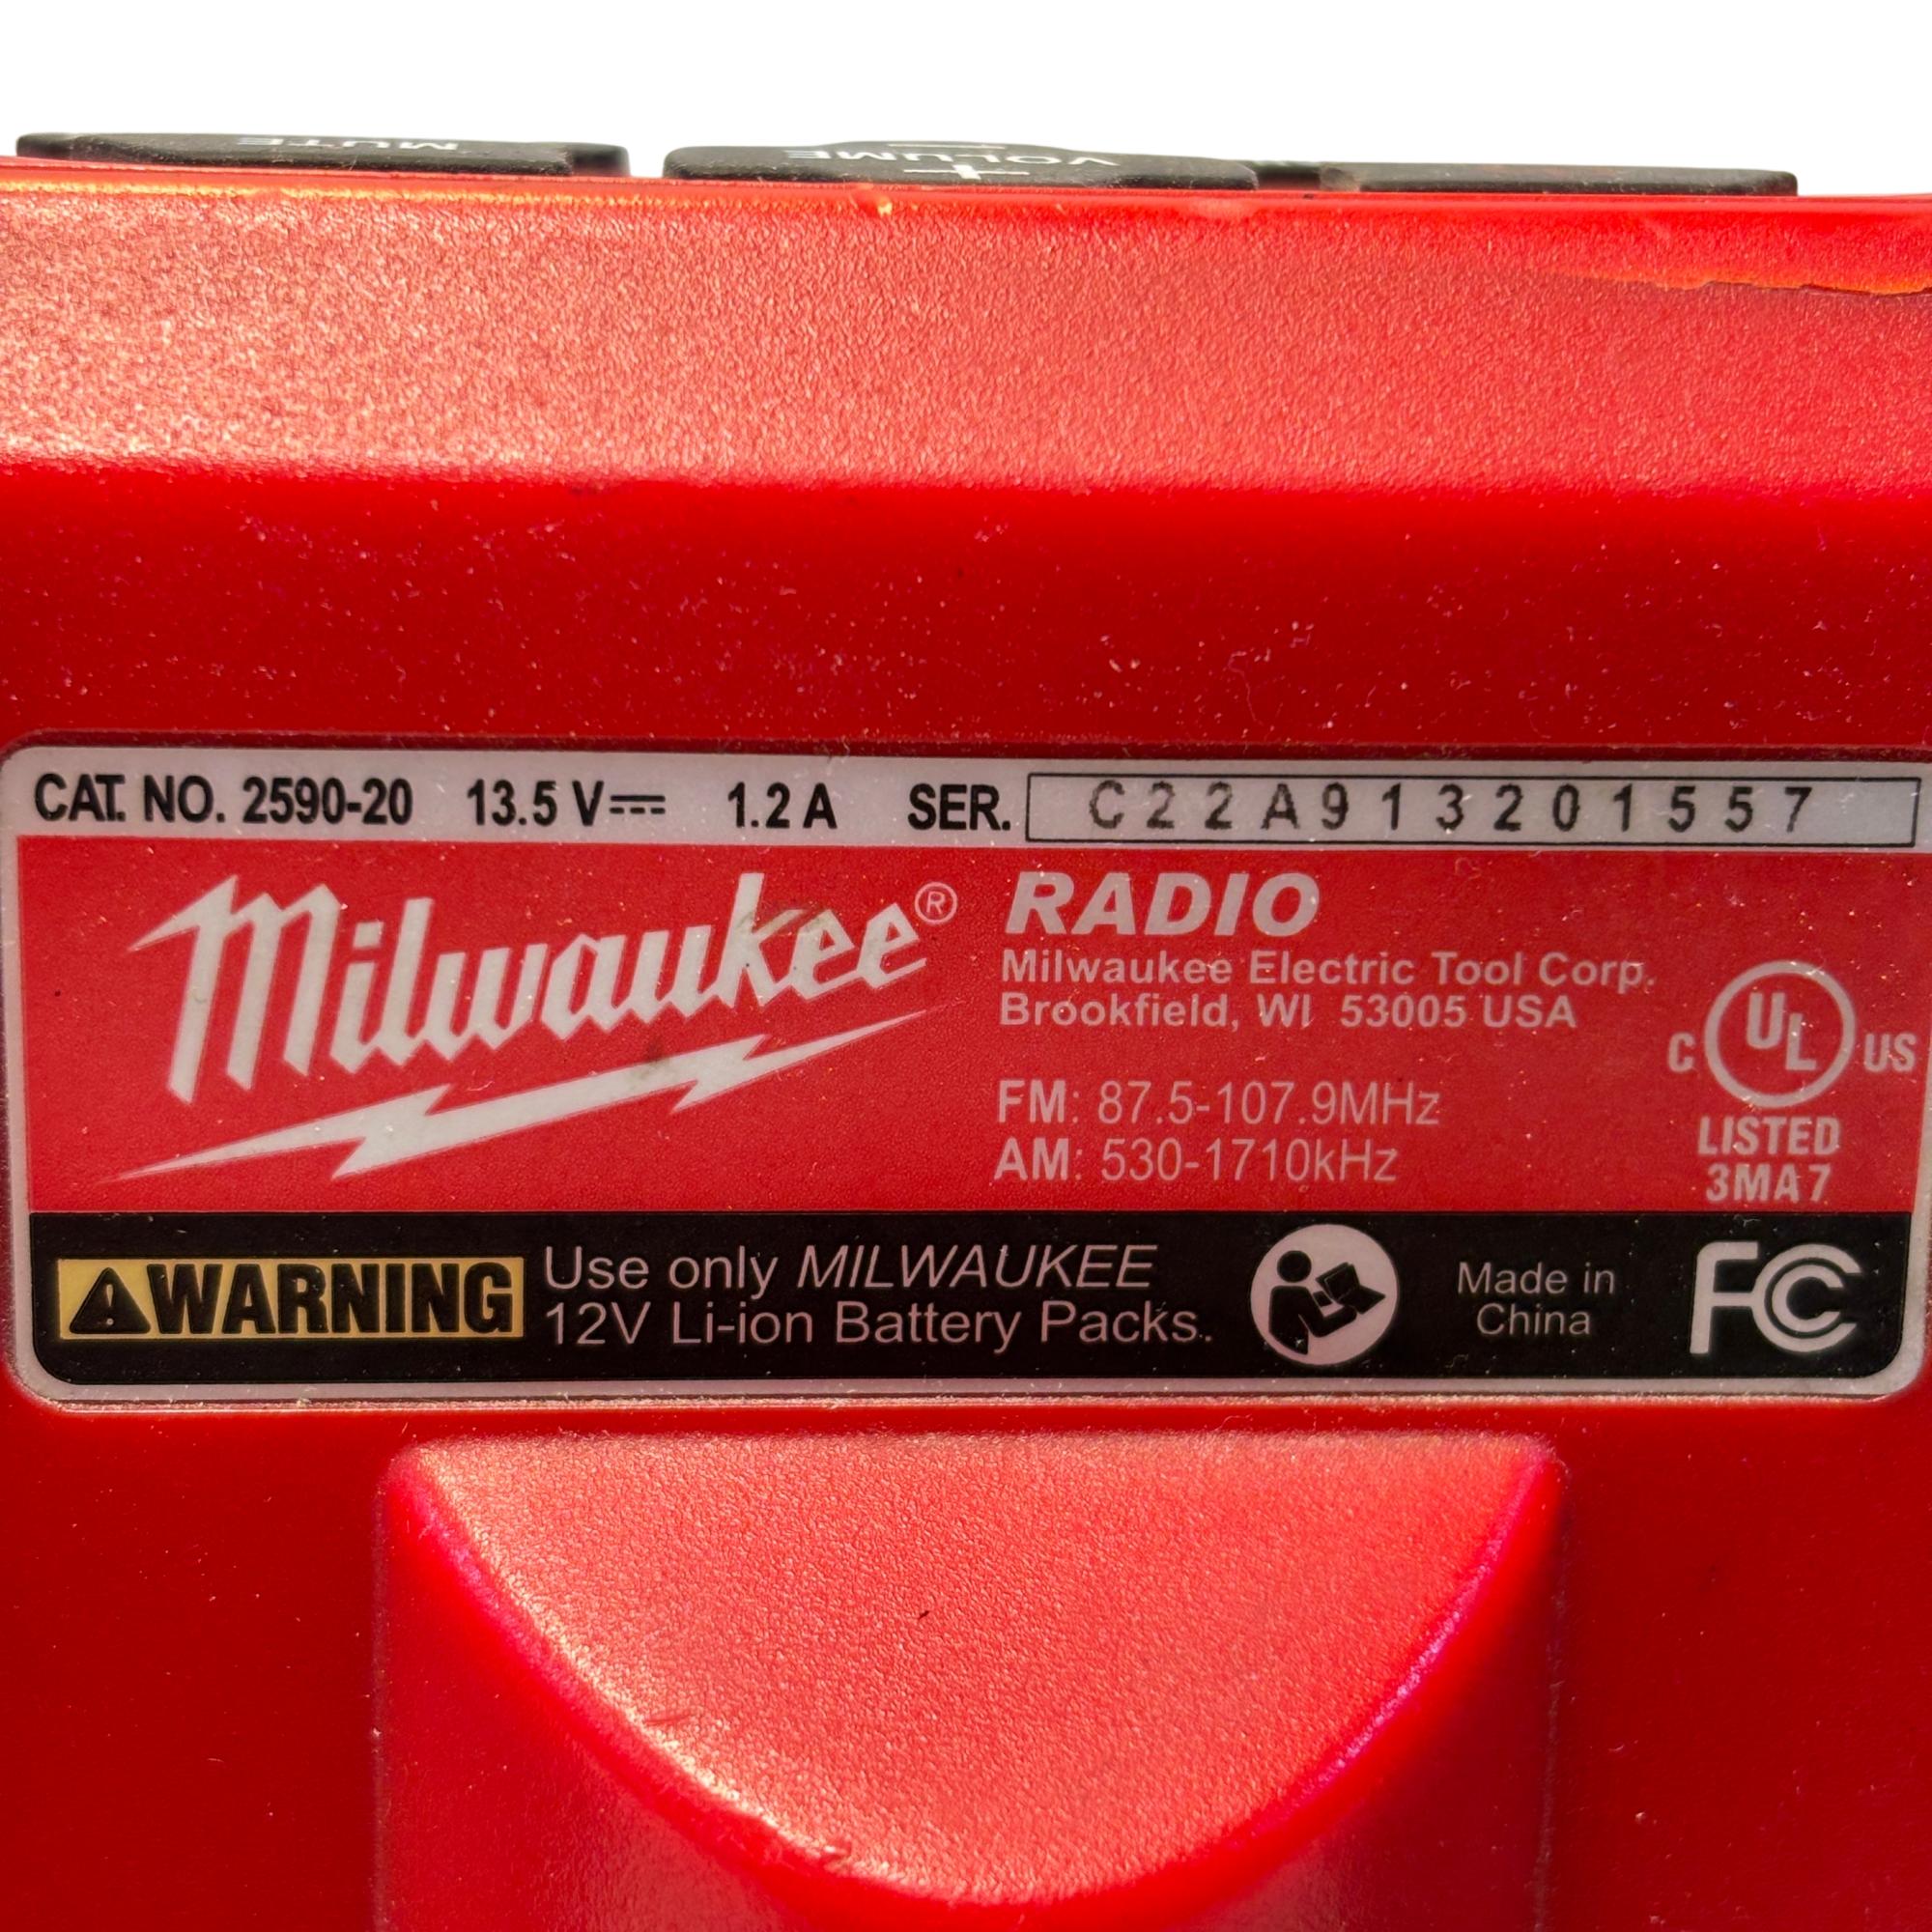 MUTE
VOLUME
+
CAT. NO. 2590-20 13.5 V⎓ 1.2 A SER. C22A913201557
Milwaukee®
RADIO
Milwaukee Electric Tool Corp.
Brookfield, WI 53005 USA
FM: 87.5-107.9MHz
AM: 530-1710kHz
C UL US
LISTED
3MA7
WARNING
Use only MILWAUKEE
12V Li-ion Battery Packs.
Made in
China
FC